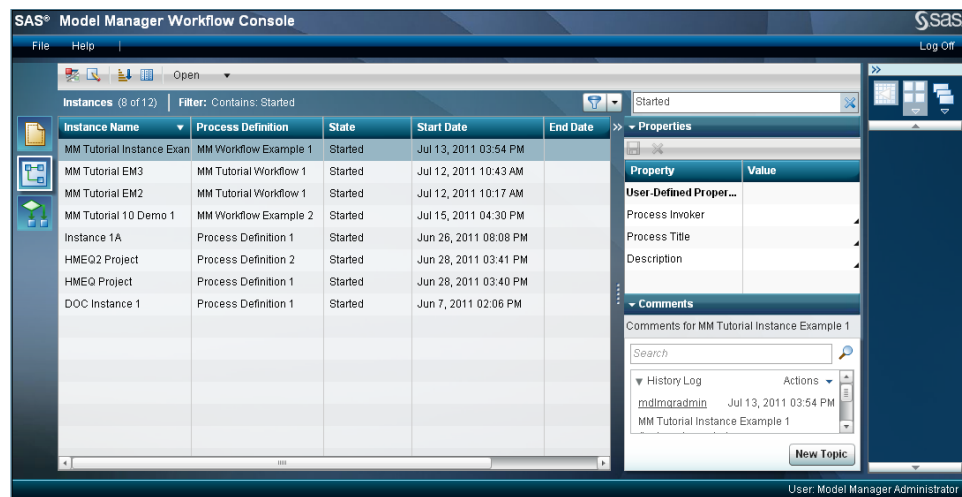 SAS® Model Manager Workflow Console
sas
File Help
Log Off
Open
Instances (8 of 12) Filter: Contains: Started
Started
Instance Name Process Definition State Start Date End Date
MM Tutorial Instance Exan MM Workflow Example 1 Started Jul 13, 2011 03:54 PM
MM Tutorial EM3 MM Tutorial Workflow 1 Started Jul 12, 2011 10:43 AM
MM Tutorial EM2 MM Tutorial Workflow 1 Started Jul 12, 2011 10:17 AM
MM Tutorial 10 Demo 1 MM Workflow Example 2 Started Jul 15, 2011 04:30 PM
Instance 1A Process Definition 1 Started Jun 26, 2011 08:08 PM
HMEQ2 Project Process Definition 2 Started Jun 28, 2011 03:41 PM
HMEQ Project Process Definition 1 Started Jun 28, 2011 03:40 PM
DOC Instance 1 Process Definition 1 Started Jun 7, 2011 02:06 PM
Properties
Property Value
User-Defined Proper...
Process Invoker
Process Title
Description
Comments
Comments for MM Tutorial Instance Example 1
Search
History Log Actions
mdlmgradmin Jul 13, 2011 03:54 PM
MM Tutorial Instance Example 1
New Topic
User: Model Manager Administrator